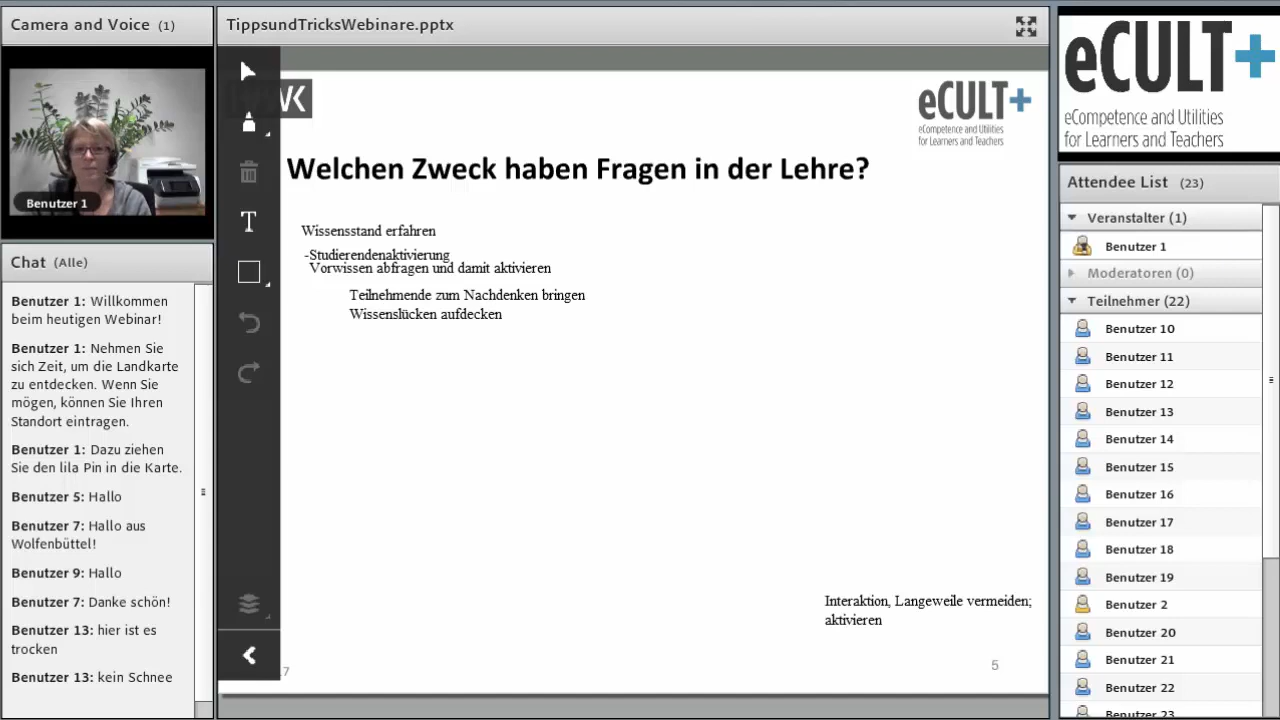 Camera and Voice (1)
Benutzer 1
Chat (Alle)
Benutzer 1: Willkommen
beim heutigen Webinar!
Benutzer 1: Nehmen Sie
sich Zeit, um die Landkarte
zu entdecken. Wenn Sie
mögen, können Sie Ihren
Standort eintragen.
Benutzer 1: Dazu ziehen
Sie den lila Pin in die Karte.
Benutzer 5: Hallo
Benutzer 7: Hallo aus
Wolfenbüttel!
Benutzer 9: Hallo
Benutzer 7: Danke schön!
Benutzer 13: hier ist es
trocken
Benutzer 13: kein Schnee
TippsundTricksWebinare.pptx
eCULT+
eCompetence and Utilities
for Learners and Teachers
Welchen Zweck haben Fragen in der Lehre?
Wissensstand erfahren
-Studierendenaktivierung
Vorwissen abfragen und damit aktivieren
Teilnehmende zum Nachdenken bringen
Wissenslücken aufdecken
Interaktion, Langeweile vermeiden;
aktivieren
5
eCULT+
eCompetence and Utilities
for Learners and Teachers
Attendee List (23)
Veranstalter (1)
Benutzer 1
Moderatoren (0)
Teilnehmer (22)
Benutzer 10
Benutzer 11
Benutzer 12
Benutzer 13
Benutzer 14
Benutzer 15
Benutzer 16
Benutzer 17
Benutzer 18
Benutzer 19
Benutzer 2
Benutzer 20
Benutzer 21
Benutzer 22
Benutzer 23